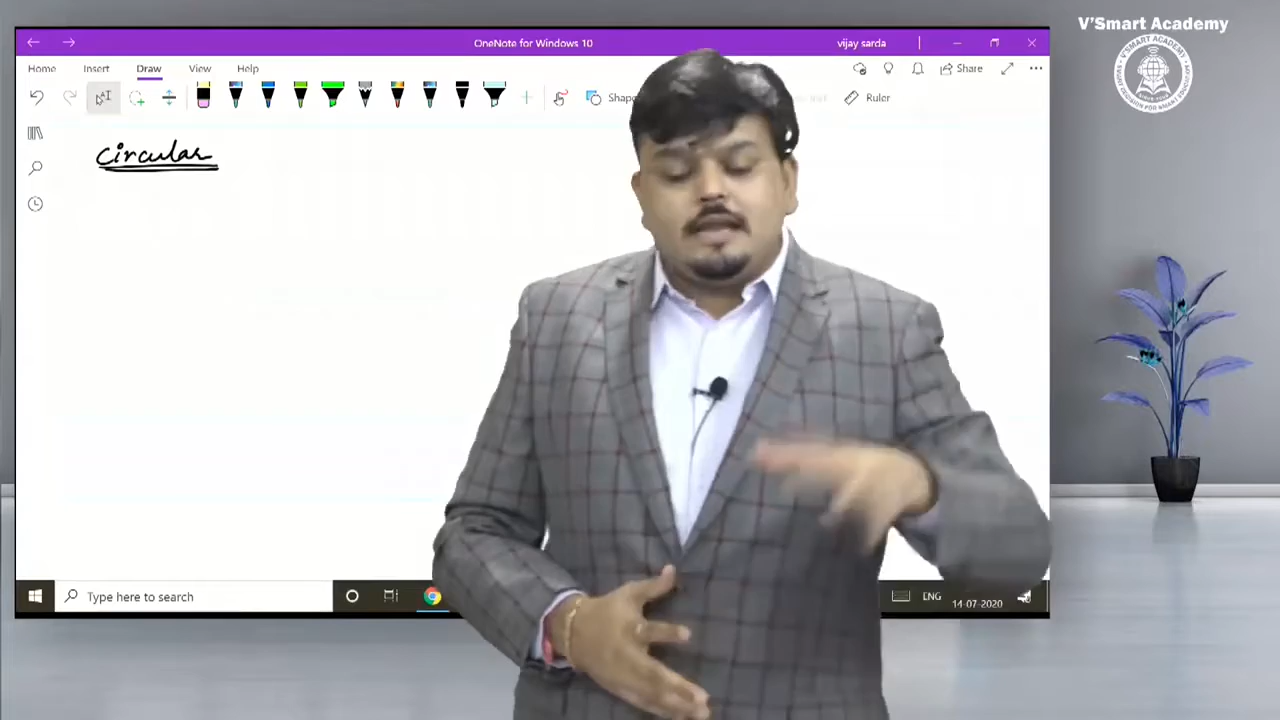 V'Smart Academy
OneNote for Windows 10
vijay sarda
Home Insert Draw View Help
Share
Shape
Ruler
circular
Type here to search
ENG
14-07-2020